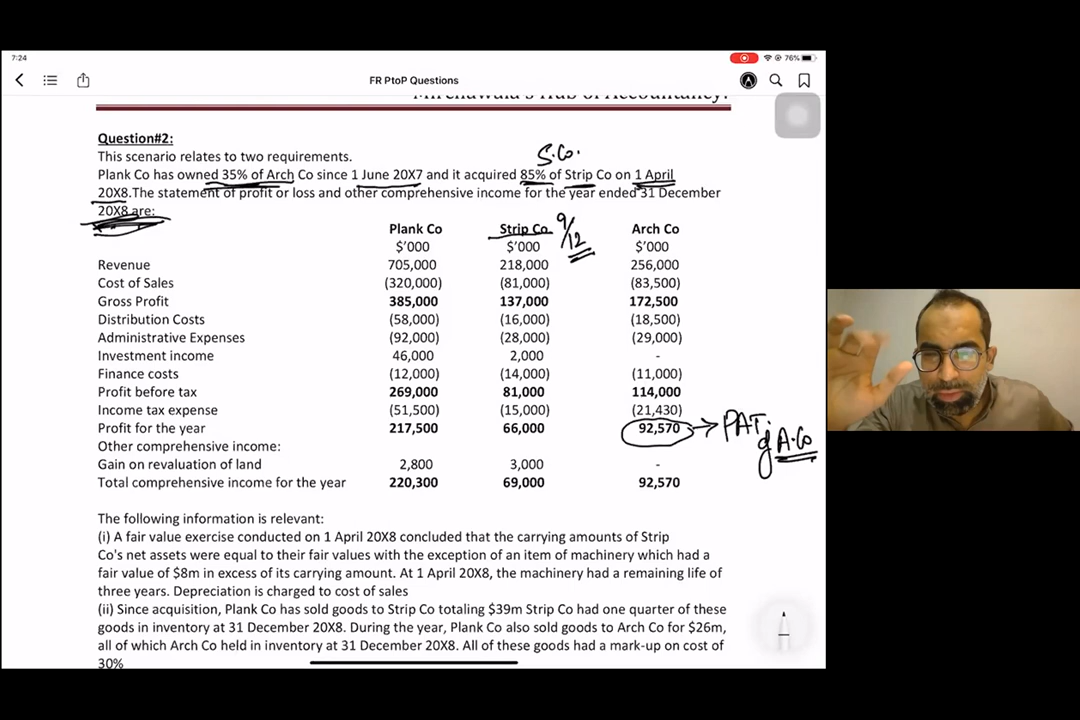 7:24
76%
FR PtoP Questions
Question#2:
This scenario relates to two requirements.
S.Co.
Plank Co has owned 35% of Arch Co since 1 June 20X7 and it acquired 85% of Strip Co on 1 April
20X8.The statement of profit or loss and other comprehensive income for the year ended 31 December
20X8 are:
Plank Co Strip Co Arch Co
9/12
$’000 $’000 $’000
Revenue 705,000 218,000 256,000
Cost of Sales (320,000) (81,000) (83,500)
Gross Profit 385,000 137,000 172,500
Distribution Costs (58,000) (16,000) (18,500)
Administrative Expenses (92,000) (28,000) (29,000)
Investment income 46,000 2,000 -
Finance costs (12,000) (14,000) (11,000)
Profit before tax 269,000 81,000 114,000
Income tax expense (51,500) (15,000) (21,430)
Profit for the year 217,500 66,000 92,570 → PAT
Other comprehensive income:
A.Co
Gain on revaluation of land 2,800 3,000 -
Total comprehensive income for the year 220,300 69,000 92,570
The following information is relevant:
(i) A fair value exercise conducted on 1 April 20X8 concluded that the carrying amounts of Strip
Co's net assets were equal to their fair values with the exception of an item of machinery which had a
fair value of $8m in excess of its carrying amount. At 1 April 20X8, the machinery had a remaining life of
three years. Depreciation is charged to cost of sales
(ii) Since acquisition, Plank Co has sold goods to Strip Co totaling $39m Strip Co had one quarter of these
goods in inventory at 31 December 20X8. During the year, Plank Co also sold goods to Arch Co for $26m,
all of which Arch Co held in inventory at 31 December 20X8. All of these goods had a mark-up on cost of
30%